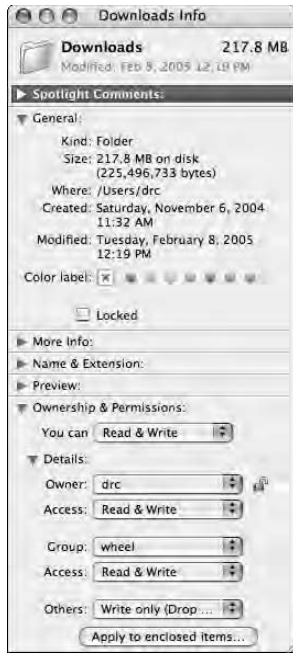 Downloads Info
Downloads 217.8 MB
Modified: Feb 8, 2005 12:19 PM
Spotlight Comments:
General:
Kind: Folder
Size: 217.8 MB on disk
(225,496,733 bytes)
Where: /Users/drc
Created: Saturday, November 6, 2004
11:32 AM
Modified: Tuesday, February 8, 2005
12:19 PM
Color label:
Locked
More Info:
Name & Extension:
Preview:
Ownership & Permissions:
You can Read & Write
Details:
Owner: drc
Access: Read & Write
Group: wheel
Access: Read & Write
Others: Write only (Drop ...
Apply to enclosed items...